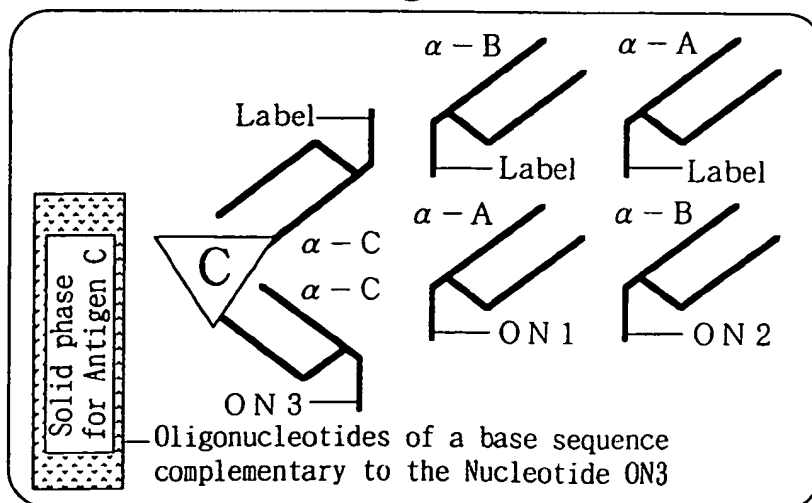 α-B
α-A
Label
Label
Label
α-A
α-B
α-C
C
α-C
Solid phase
for Antigen C
ON1
ON2
ON3
Oligonucleotides of a base sequence
complementary to the Nucleotide ON3